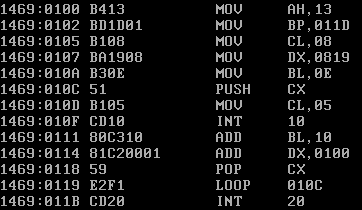 1469:0100 B413 MOV AH,13
1469:0102 BD1D01 MOV BP,011D
1469:0105 B108 MOV CL,08
1469:0107 BA1908 MOV DX,0819
1469:010A B30E MOV BL,0E
1469:010C 51 PUSH CX
1469:010D B105 MOV CL,05
1469:010F CD10 INT 10
1469:0111 80C310 ADD BL,10
1469:0114 81C20001 ADD DX,0100
1469:0118 59 POP CX
1469:0119 E2F1 LOOP 010C
1469:011B CD20 INT 20